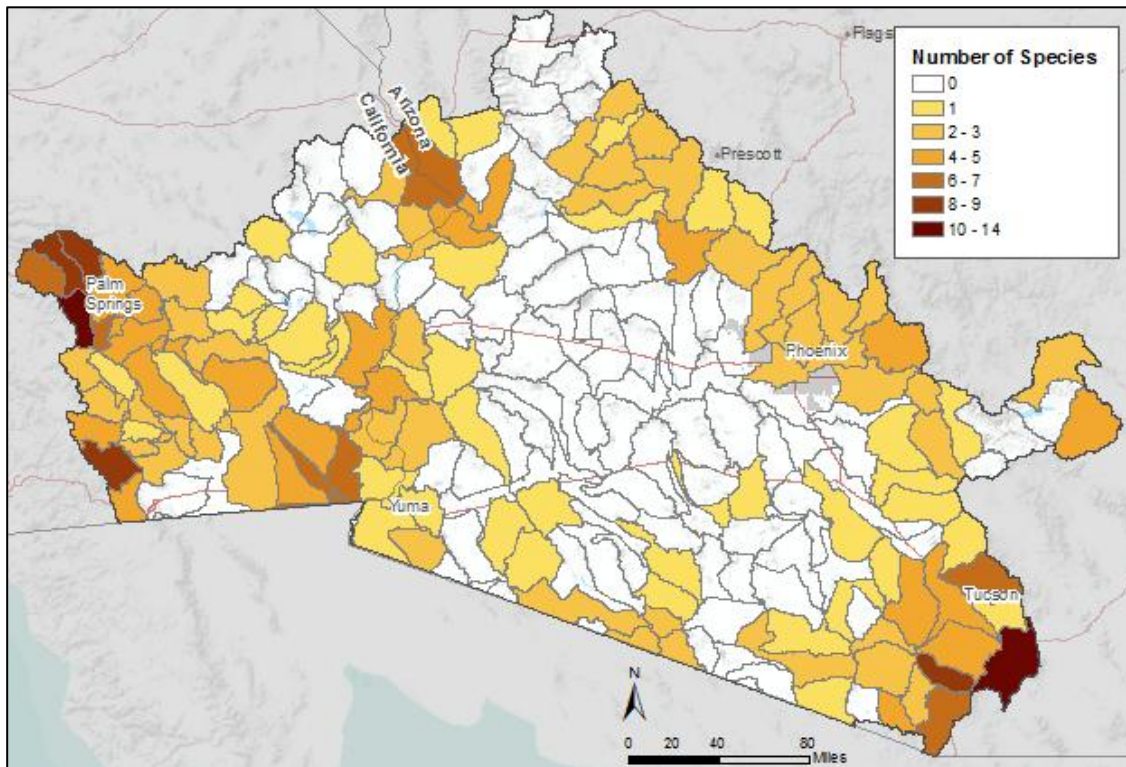 Flags
Number of Species
0
1
2 - 3
4 - 5
6 - 7
8 - 9
10 - 14
Arizona
California
Prescott
Palm
Springs
Phoenix
Yuma
Tucson
N
0 20 40 80
Miles